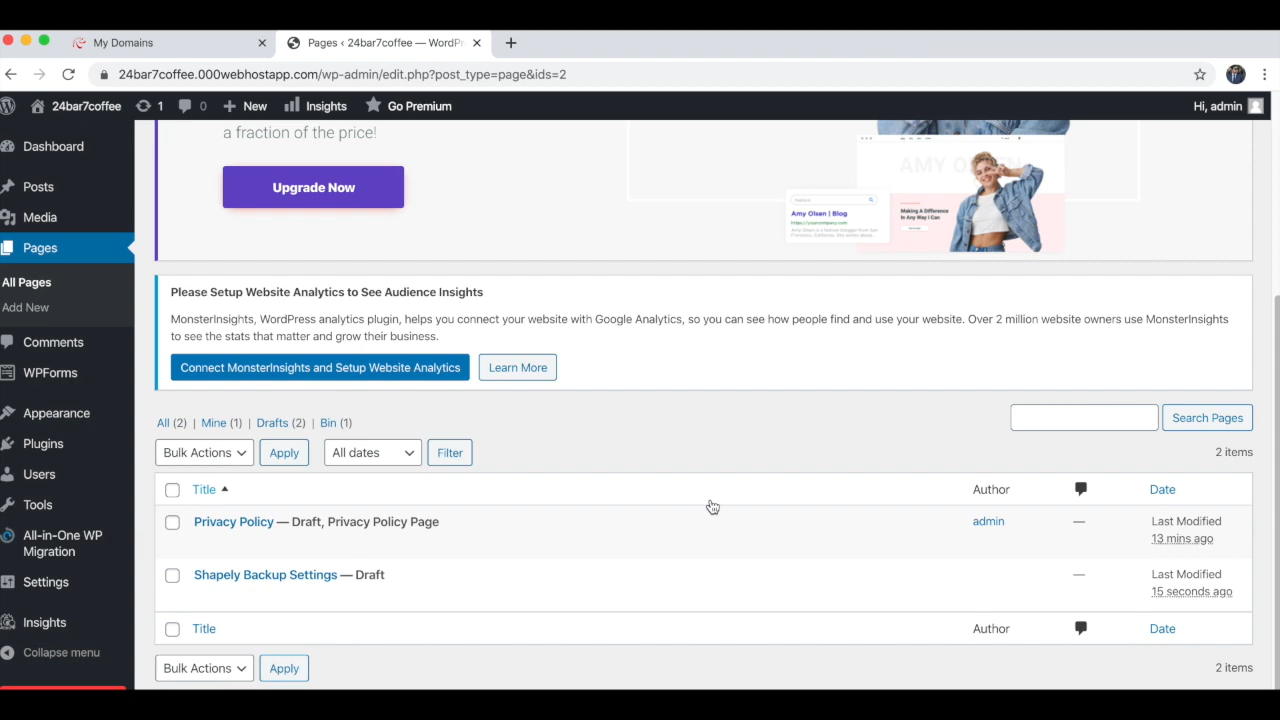 My Domains
Pages ‹ 24bar7coffee — WordPr
24bar7coffee.000webhostapp.com/wp-admin/edit.php?post_type=page&ids=2
24bar7coffee 1 0 New Insights Go Premium Hi, admin
Dashboard
Posts
Media
Pages
All Pages
Add New
Comments
WPForms
Appearance
Plugins
Users
Tools
All-in-One WP
Migration
Settings
Insights
Collapse menu
a fraction of the price!
Upgrade Now
AMY OLSEN
Amy Olsen | Blog
Making A Difference
In Any Way I Can
Please Setup Website Analytics to See Audience Insights
MonsterInsights, WordPress analytics plugin, helps you connect your website with Google Analytics, so you can see how people find and use your website. Over 2 million website owners use MonsterInsights
to see the stats that matter and grow their business.
Connect MonsterInsights and Setup Website Analytics Learn More
All (2) | Mine (1) | Drafts (2) | Bin (1) Search Pages
Bulk Actions Apply All dates Filter 2 items
Title Author Date
Privacy Policy — Draft, Privacy Policy Page admin — Last Modified
13 mins ago
Shapely Backup Settings — Draft — Last Modified
15 seconds ago
Title Author Date
Bulk Actions Apply 2 items